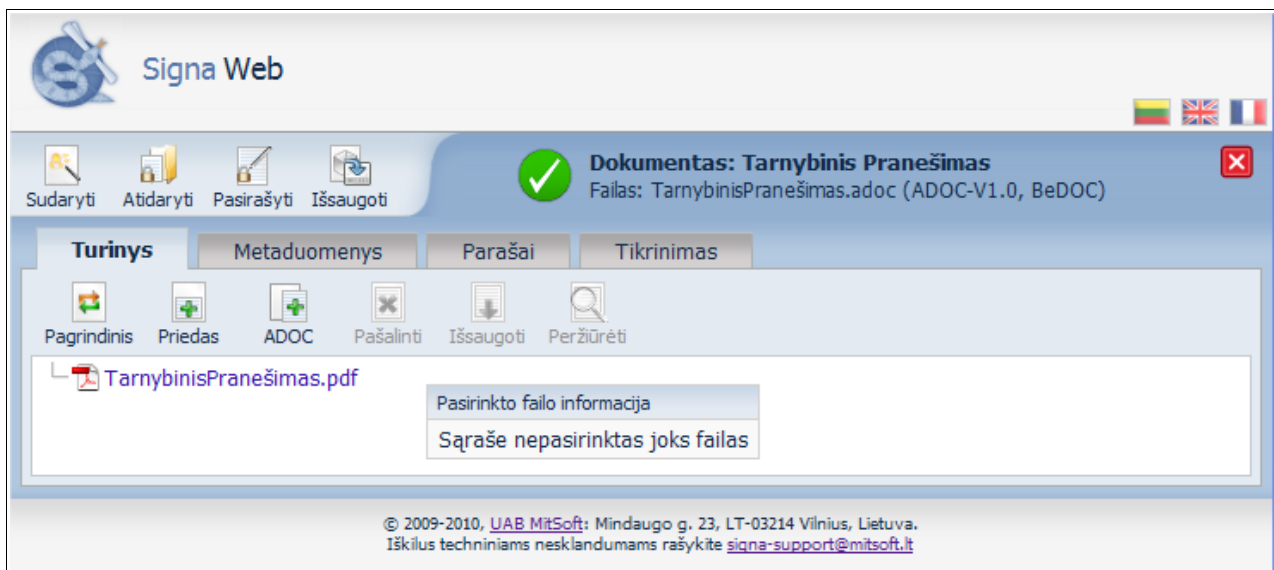 Signa Web
Sudaryti Atidaryti Pasirašyti Išsaugoti
Dokumentas: Tarnybinis Pranešimas
Failas: TarnybinisPranešimas.adoc (ADOC-V1.0, BeDOC)
Turinys Metaduomenys Parašai Tikrinimas
Pagrindinis Priedas ADOC Pašalinti Išsaugoti Peržiūrėti
TarnybinisPranešimas.pdf
Pasirinkto failo informacija
Sąraše nepasirinktas joks failas
© 2009-2010, UAB MitSoft: Mindaugo g. 23, LT-03214 Vilnius, Lietuva.
Iškilus techniniams nesklandumams rašykite signa-support@mitsoft.lt